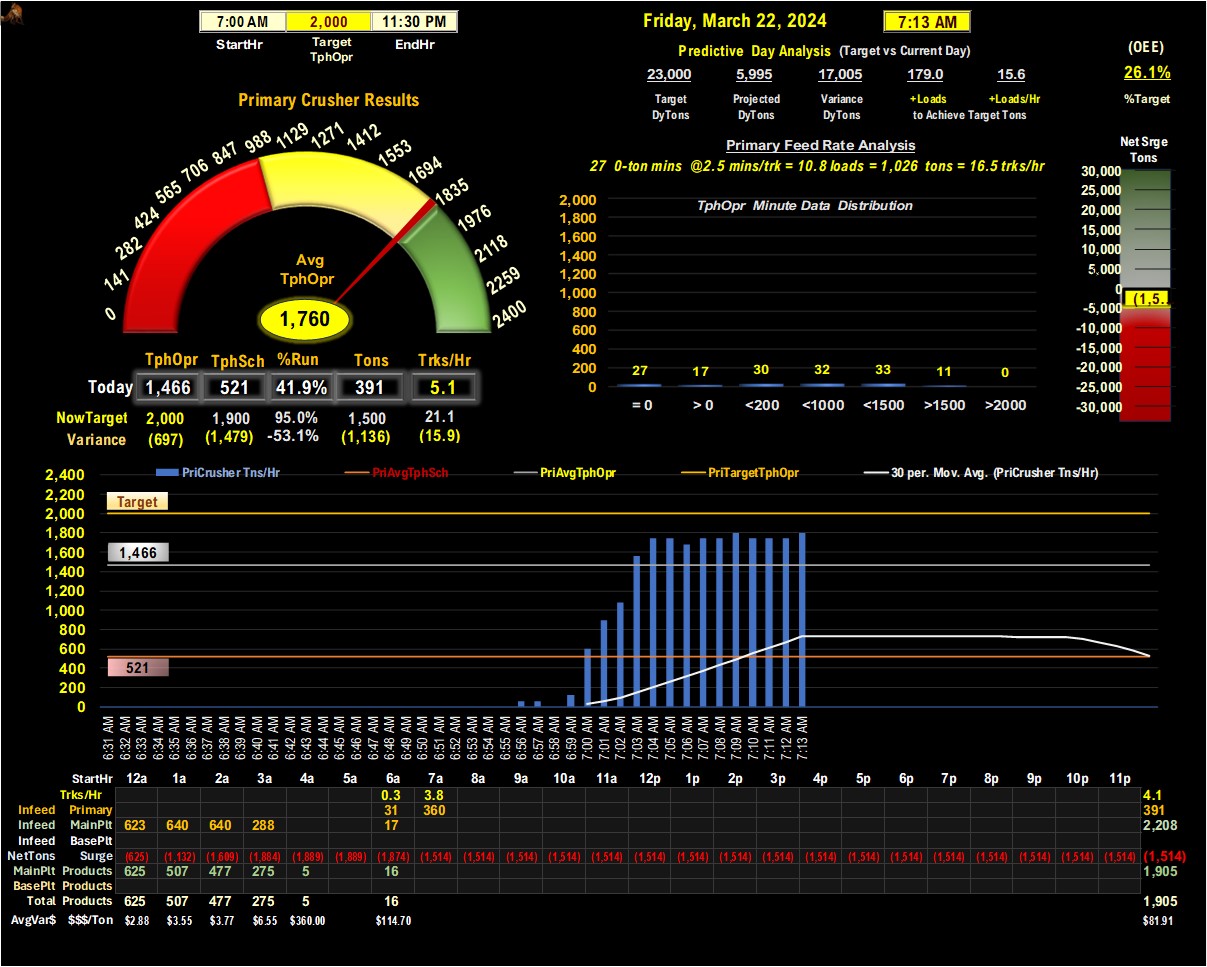 7:00 AM 2,000 11:30 PM
StartHr Target TphOpr EndHr
Friday, March 22, 2024 7:13 AM
Predictive Day Analysis (Target vs Current Day)
(OEE)
23,000 5,995 17,005 179.0 15.6
26.1%
Target DyTons Projected DyTons Variance DyTons +Loads +Loads/Hr
to Achieve Target Tons
%Target
Primary Crusher Results
0 141 282 424 565 706 847 988 1129 1271 1412 1553 1694 1835 1976 2118 2259 2400
Avg
TphOpr
1,760
Primary Feed Rate Analysis
27 0-ton mins @2.5 mins/trk = 10.8 loads = 1,026 tons = 16.5 trks/hr
TphOpr Minute Data Distribution
2,000
1,800
1,600
1,400
1,200
1,000
800
600
400
200
0
27 17 30 32 33 11 0
= 0 > 0 <200 <1000 <1500 >1500 >2000
Net Srge
Tons
30,000
25,000
20,000
15,000
10,000
5,000
0
(1,5..
-5,000
-10,000
-15,000
-20,000
-25,000
-30,000
TphOpr TphSch %Run Tons Trks/Hr
Today 1,466 521 41.9% 391 5.1
NowTarget 2,000 1,900 95.0% 1,500 21.1
Variance (697) (1,479) -53.1% (1,136) (15.9)
PriCrusher Tns/Hr PriAvgTphSch PriAvgTphOpr PriTargetTphOpr 30 per. Mov. Avg. (PriCrusher Tns/Hr)
2,400
2,200
2,000
1,800
1,600
1,400
1,200
1,000
800
600
400
200
0
Target
1,466
521
6:31 AM 6:32 AM 6:33 AM 6:34 AM 6:35 AM 6:36 AM 6:37 AM 6:38 AM 6:39 AM 6:40 AM 6:41 AM 6:42 AM 6:43 AM 6:44 AM 6:45 AM 6:46 AM 6:47 AM 6:48 AM 6:49 AM 6:50 AM 6:51 AM 6:52 AM 6:53 AM 6:54 AM 6:55 AM 6:56 AM 6:57 AM 6:58 AM 6:59 AM 7:00 AM 7:01 AM 7:02 AM 7:03 AM 7:04 AM 7:05 AM 7:06 AM 7:07 AM 7:08 AM 7:09 AM 7:10 AM 7:11 AM 7:12 AM 7:13 AM
StartHr 12a 1a 2a 3a 4a 5a 6a 7a 8a 9a 10a 11a 12p 1p 2p 3p 4p 5p 6p 7p 8p 9p 10p 11p
Trks/Hr 0.3 3.8 4.1
Infeed Primary 31 360 391
Infeed MainPlt 623 640 640 288 17 2,208
Infeed BasePlt
NetTons Surge (625) (1,132) (1,609) (1,884) (1,889) (1,889) (1,874) (1,514) (1,514) (1,514) (1,514) (1,514) (1,514) (1,514) (1,514) (1,514) (1,514) (1,514) (1,514) (1,514) (1,514) (1,514) (1,514) (1,514) (1,514)
MainPlt Products 625 507 477 275 5 16 1,905
BasePlt Products
Total Products 625 507 477 275 5 16 1,905
AvgVar$ $$$/Ton $2.88 $3.55 $3.77 $6.55 $360.00 $114.70 $81.91